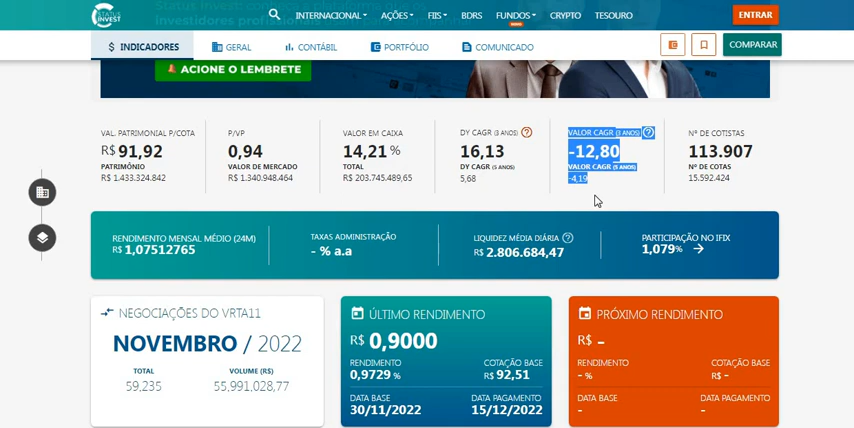 STATUS INVEST
INTERNACIONAL AÇÕES FIIS BDRS FUNDOS CRYPTO TESOURO ENTRAR
$ INDICADORES GERAL CONTÁBIL PORTFÓLIO COMUNICADO COMPARAR
ACIONE O LEMBRETE
VAL. PATRIMONIAL P/COTA
R$ 91,92
PATRIMÔNIO
R$ 1.433.324.842
P/VP
0,94
VALOR DE MERCADO
R$ 1.340.948.464
VALOR EM CAIXA
14,21 %
TOTAL
R$ 203.745.489,65
DY CAGR (3 ANOS) ?
16,13
DY CAGR (5 ANOS)
5,68
VALOR CAGR (3 ANOS) ?
-12,80
VALOR CAGR (5 ANOS)
-4,19
Nº DE COTISTAS
113.907
Nº DE COTAS
15.592.424
RENDIMENTO MENSAL MÉDIO (24M)
R$ 1,07512765
TAXAS ADMINISTRAÇÃO
- % a.a
LIQUIDEZ MÉDIA DIÁRIA ?
R$ 2.806.684,47
PARTICIPAÇÃO NO IFIX
1,079% →
NEGOCIAÇÕES DO VRTA11
NOVEMBRO / 2022
TOTAL VOLUME (R$)
59,235 55,991,028,77
ÚLTIMO RENDIMENTO
R$ 0,9000
RENDIMENTO COTAÇÃO BASE
0,9729 % R$ 92,51
DATA BASE DATA PAGAMENTO
30/11/2022 15/12/2022
PRÓXIMO RENDIMENTO
R$ -
RENDIMENTO COTAÇÃO BASE
- % R$ -
DATA BASE DATA PAGAMENTO
- -